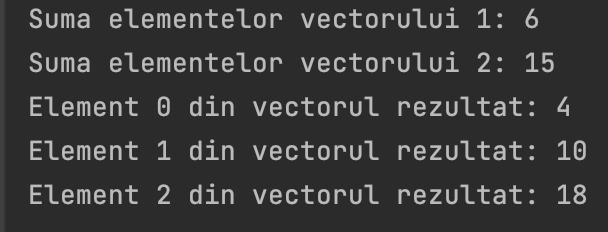 Suma elementelor vectorului 1: 6
Suma elementelor vectorului 2: 15
Element 0 din vectorul rezultat: 4
Element 1 din vectorul rezultat: 10
Element 2 din vectorul rezultat: 18